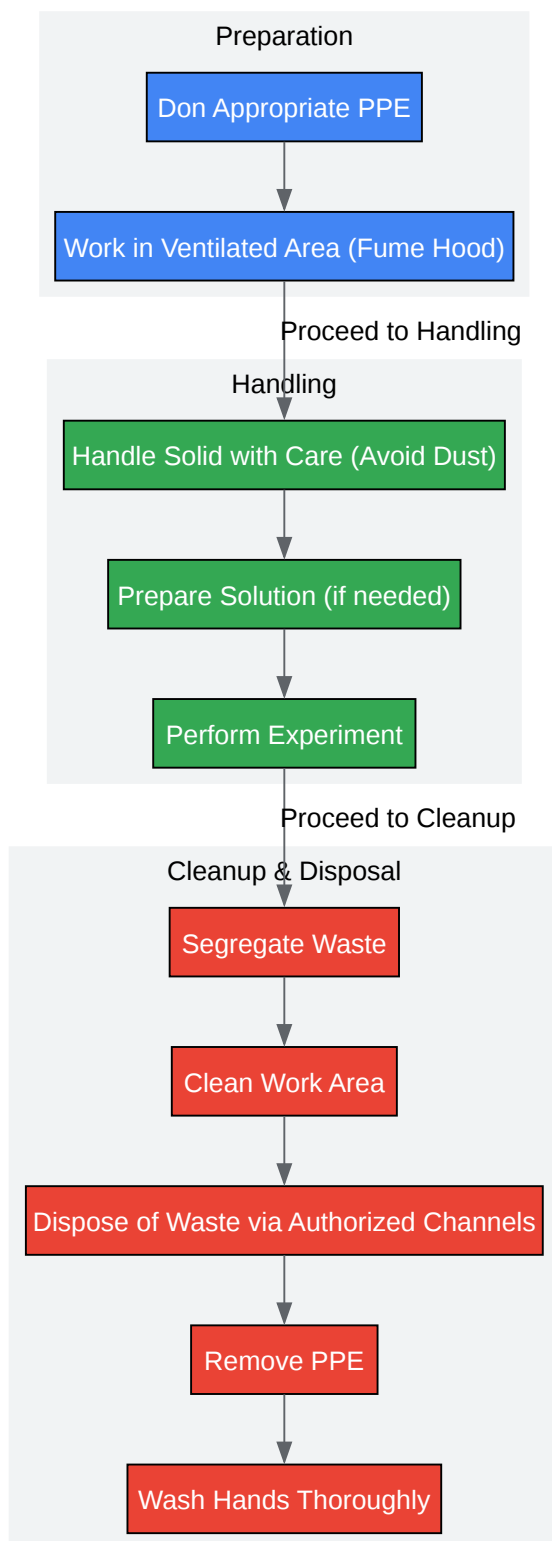 Preparation
Don Appropriate PPE
Work in Ventilated Area (Fume Hood)
Proceed to Handling
Handling
Handle Solid with Care (Avoid Dust)
Prepare Solution (if needed)
Perform Experiment
Proceed to Cleanup
Cleanup & Disposal
Segregate Waste
Clean Work Area
Dispose of Waste via Authorized Channels
Remove PPE
Wash Hands Thoroughly